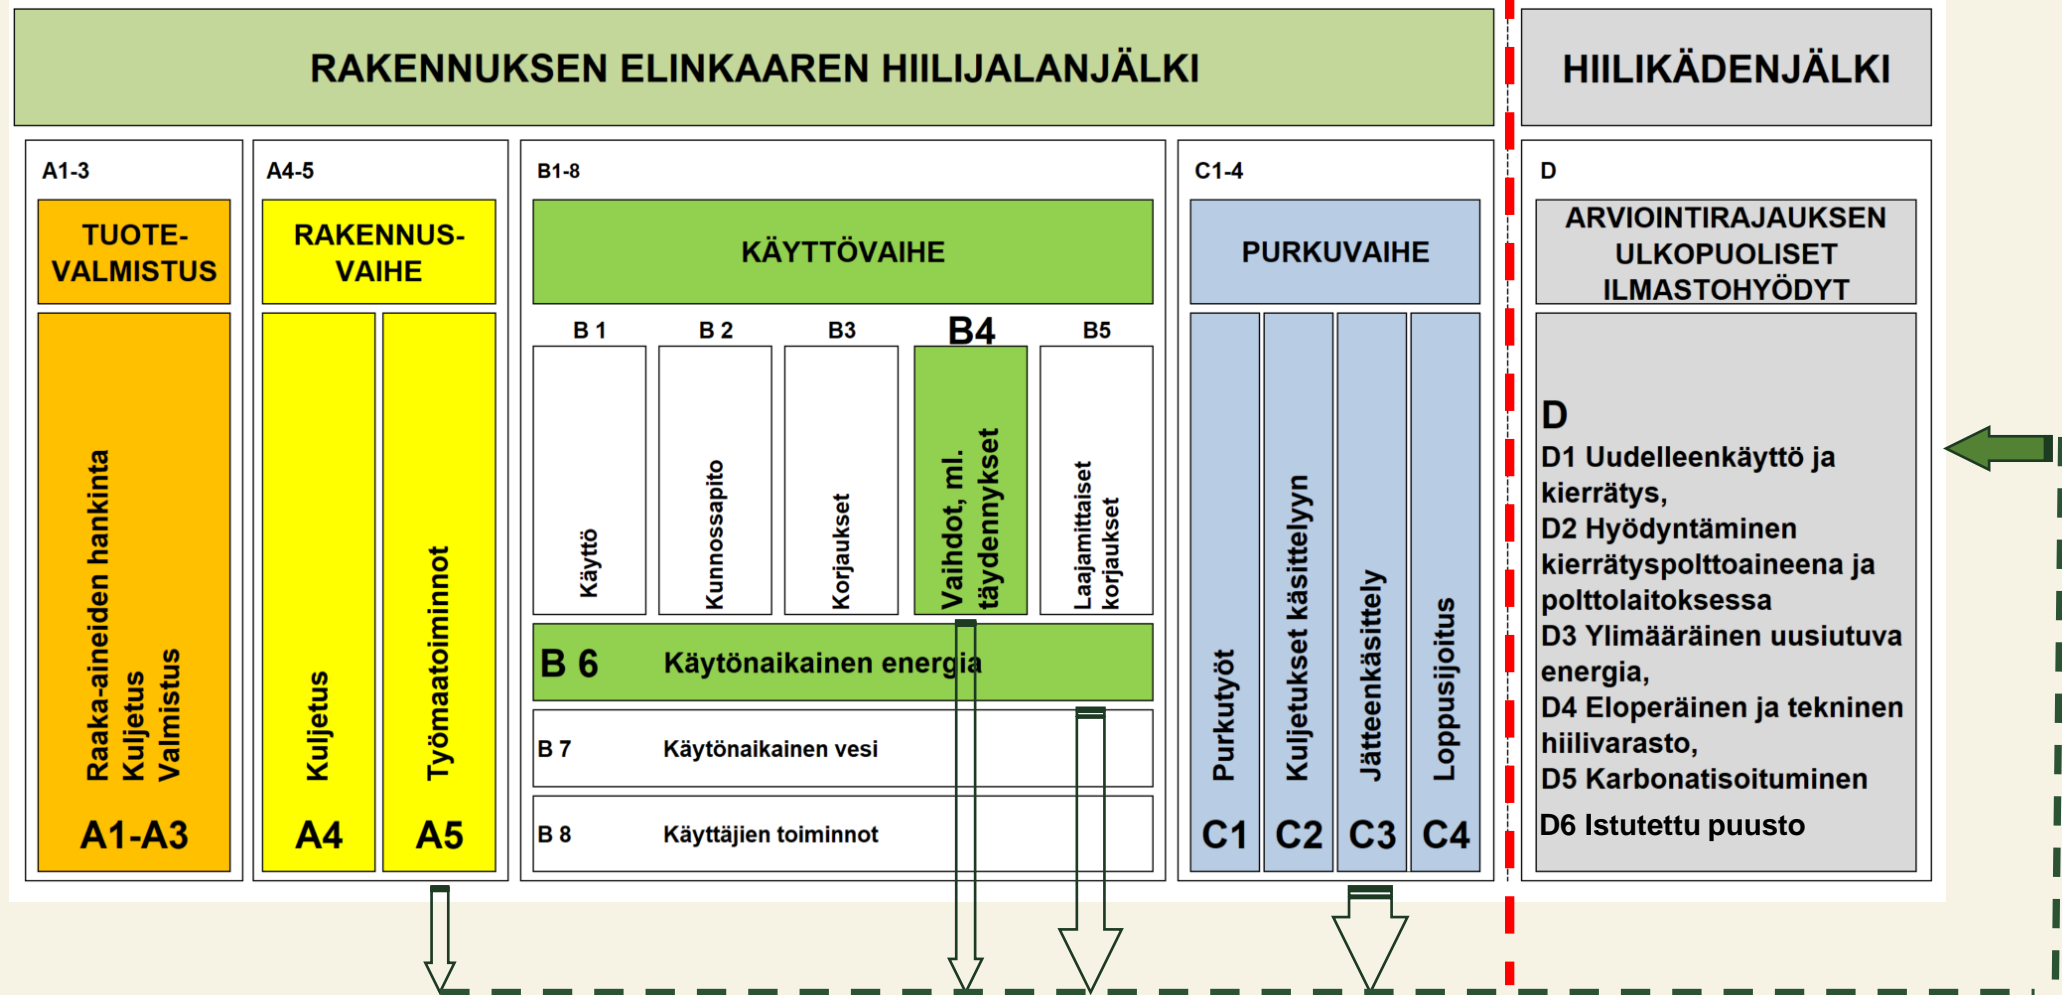 RAKENNUKSEN ELINKAAREN HIILIJALANJÄLKI
HIILIKÄDENJÄLKI
A1-3
TUOTE-
VALMISTUS
Raaka-aineiden hankinta
Kuljetus
Valmistus
A1-A3
A4-5
RAKENNUS-
VAIHE
Kuljetus
A4
Työmaatoiminnot
A5
B1-8
KÄYTTÖVAIHE
B 1
Käyttö
B 2
Kunnossapito
B3
Korjaukset
B4
Vaihdot, ml.
täydennykset
B5
Laajamittaiset
korjaukset
B 6 Käytönaikainen energia
B 7 Käytönaikainen vesi
B 8 Käyttäjien toiminnot
C1-4
PURKUVAIHE
Purkutyöt
C1
Kuljetukset käsittelyyn
C2
Jätteenkäsittely
C3
Loppusijoitus
C4
D
ARVIOINTIRAJAUKSEN
ULKOPUOLISET
ILMASTOHYÖDYT
D
D1 Uudelleenkäyttö ja
kierrätys,
D2 Hyödyntäminen
kierrätyspolttoaineena ja
polttolaitoksessa
D3 Ylimääräinen uusiutuva
energia,
D4 Eloperäinen ja tekninen
hiilivarasto,
D5 Karbonatisoituminen
D6 Istutettu puusto